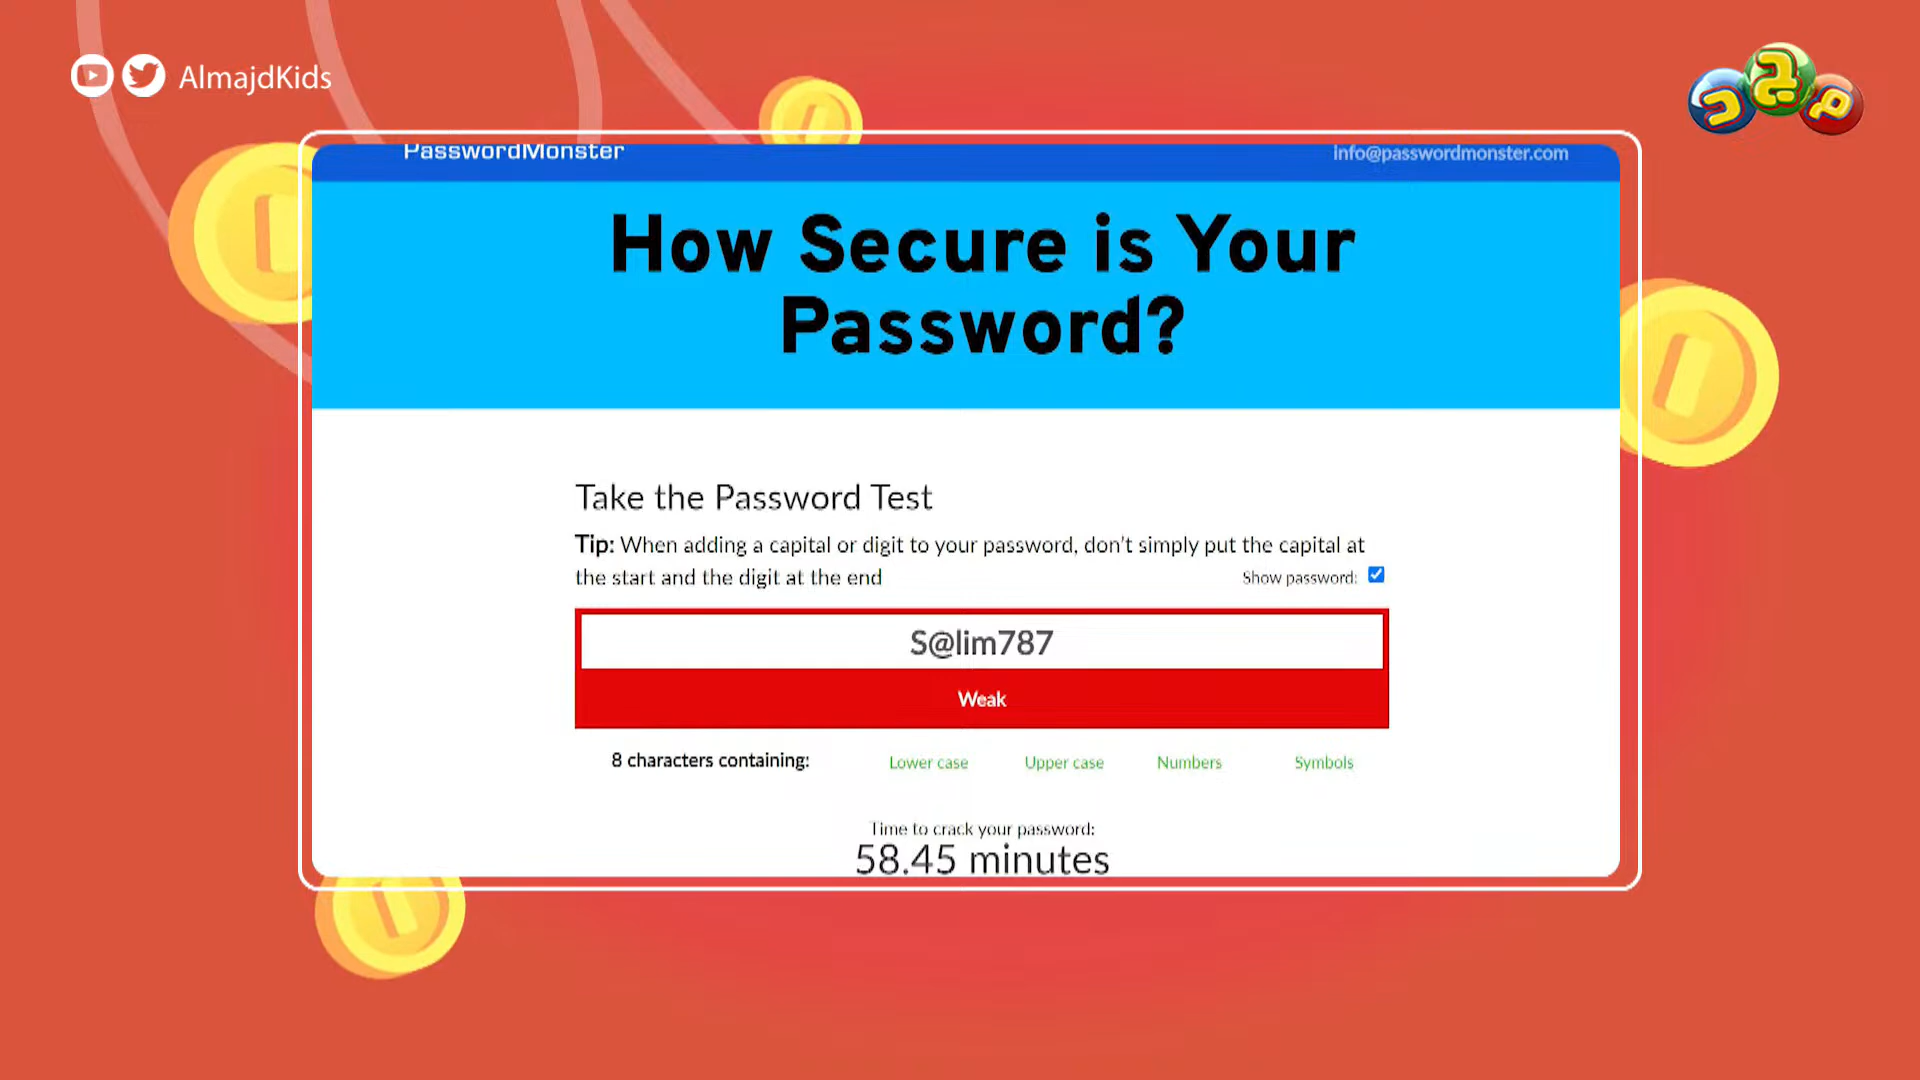 AlmajdKids
مجد
PasswordMonster
info@passwordmonster.com
How Secure is Your
Password?
Take the Password Test
Tip: When adding a capital or digit to your password, don't simply put the capital at
the start and the digit at the end
Show password:
S@lim787
Weak
8 characters containing:
Lower case
Upper case
Numbers
Symbols
Time to crack your password:
58.45 minutes